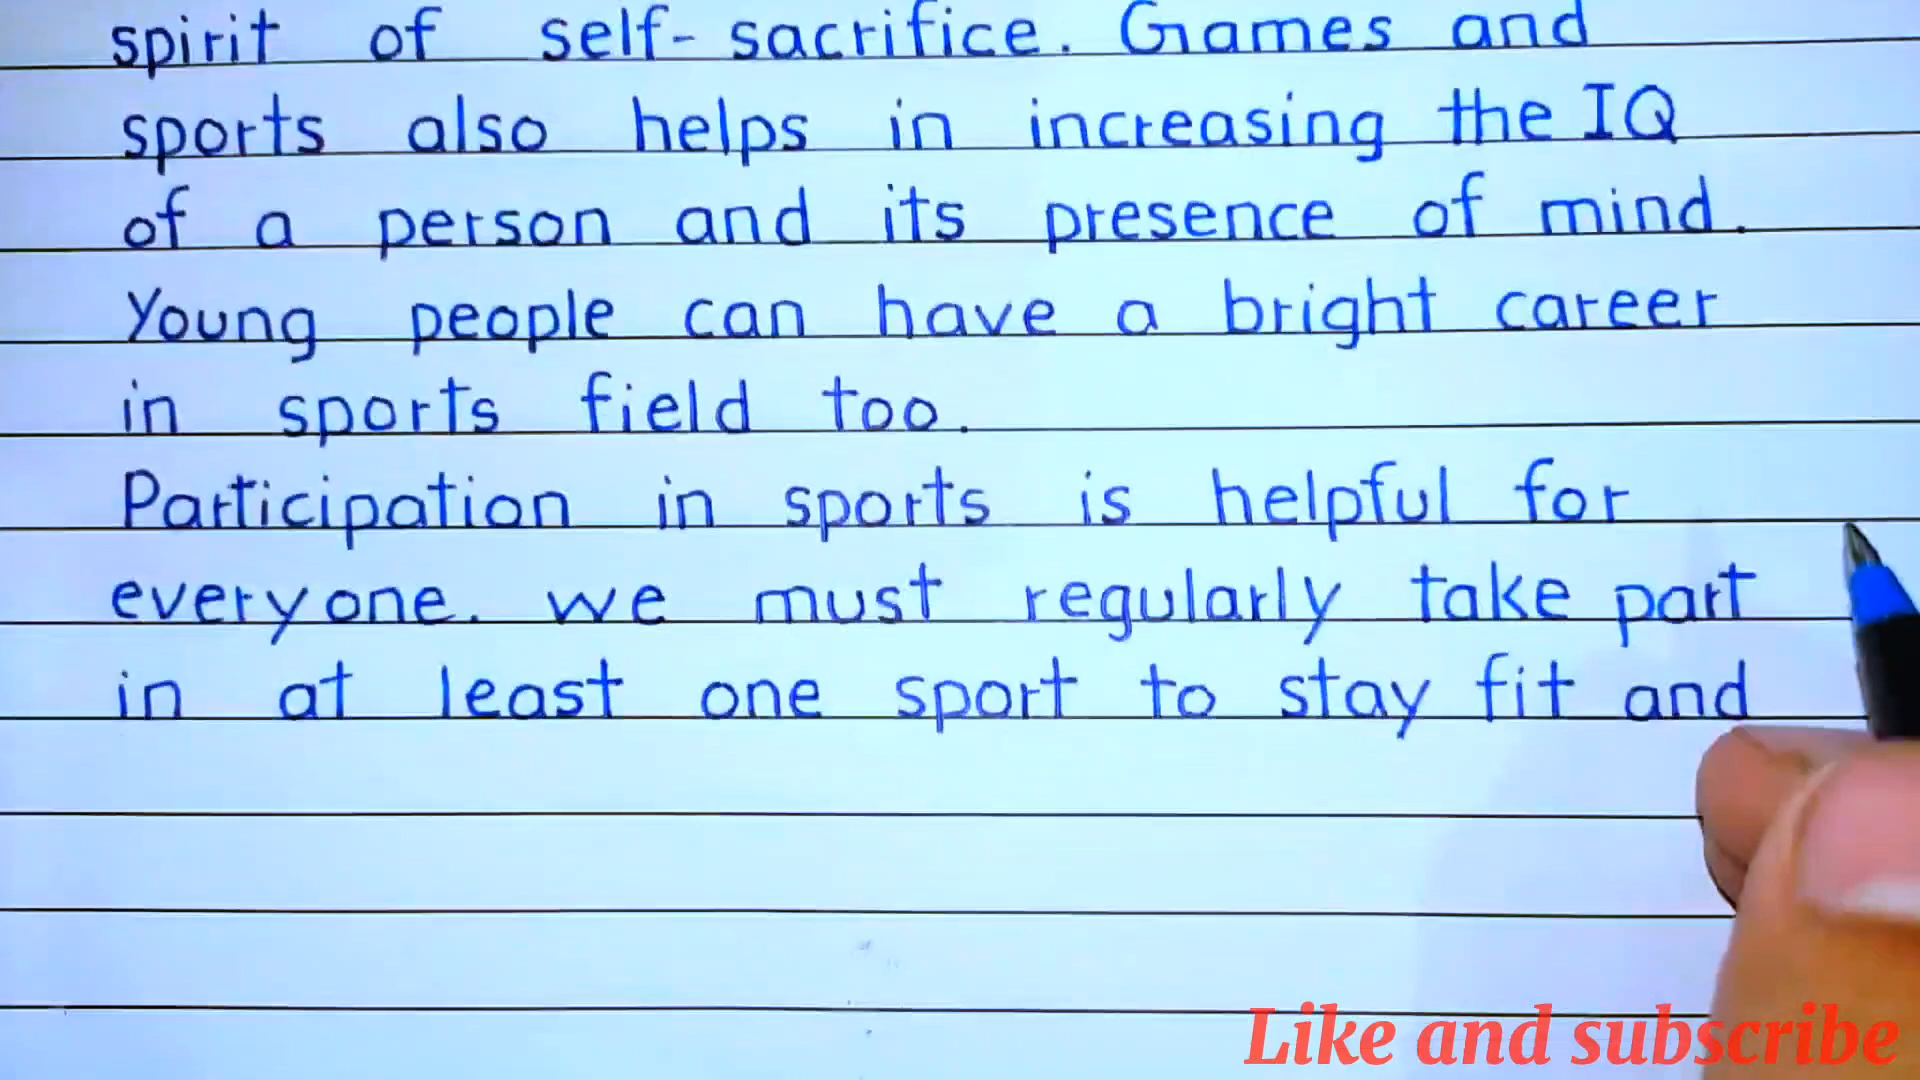 spirit of self-sacrifice. Games and
sports also helps in increasing the IQ
of a person and its presence of mind.
Young people can have a bright career
in sports field too.
Participation in sports is helpful for
everyone. we must regularly take part
in at least one sport to stay fit and
Like and subscribe